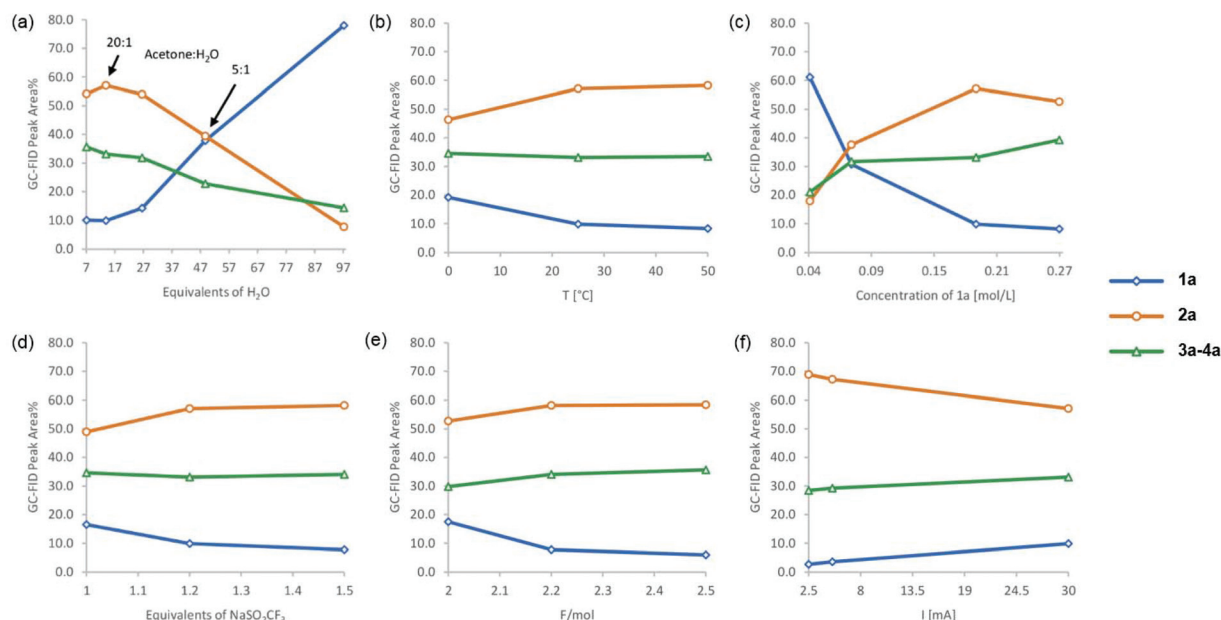 (a)
80.0
70.0
60.0
50.0
40.0
30.0
20.0
10.0
0.0
GC-FID Peak Area%
20:1
Acetone:H₂O
5:1
7 17 27 37 47 57 67 77 87 97
Equivalents of H₂O
(b)
80.0
70.0
60.0
50.0
40.0
30.0
20.0
10.0
0.0
GC-FID Peak Area%
0 10 20 30 40 50
T [°C]
(c)
80.0
70.0
60.0
50.0
40.0
30.0
20.0
10.0
0.0
GC-FID Peak Area%
0.04 0.09 0.15 0.21 0.27
Concentration of 1a [mol/L]
1a
2a
3a-4a
(d)
80.0
70.0
60.0
50.0
40.0
30.0
20.0
10.0
0.0
GC-FID Peak Area%
1 1.1 1.2 1.3 1.4 1.5
Equivalents of NaSO₂CF₃
(e)
80.0
70.0
60.0
50.0
40.0
30.0
20.0
10.0
0.0
GC-FID Peak Area%
2 2.1 2.2 2.3 2.4 2.5
F/mol
(f)
80.0
70.0
60.0
50.0
40.0
30.0
20.0
10.0
0.0
GC-FID Peak Area%
2.5 8 13.5 19 24.5 30
I [mA]